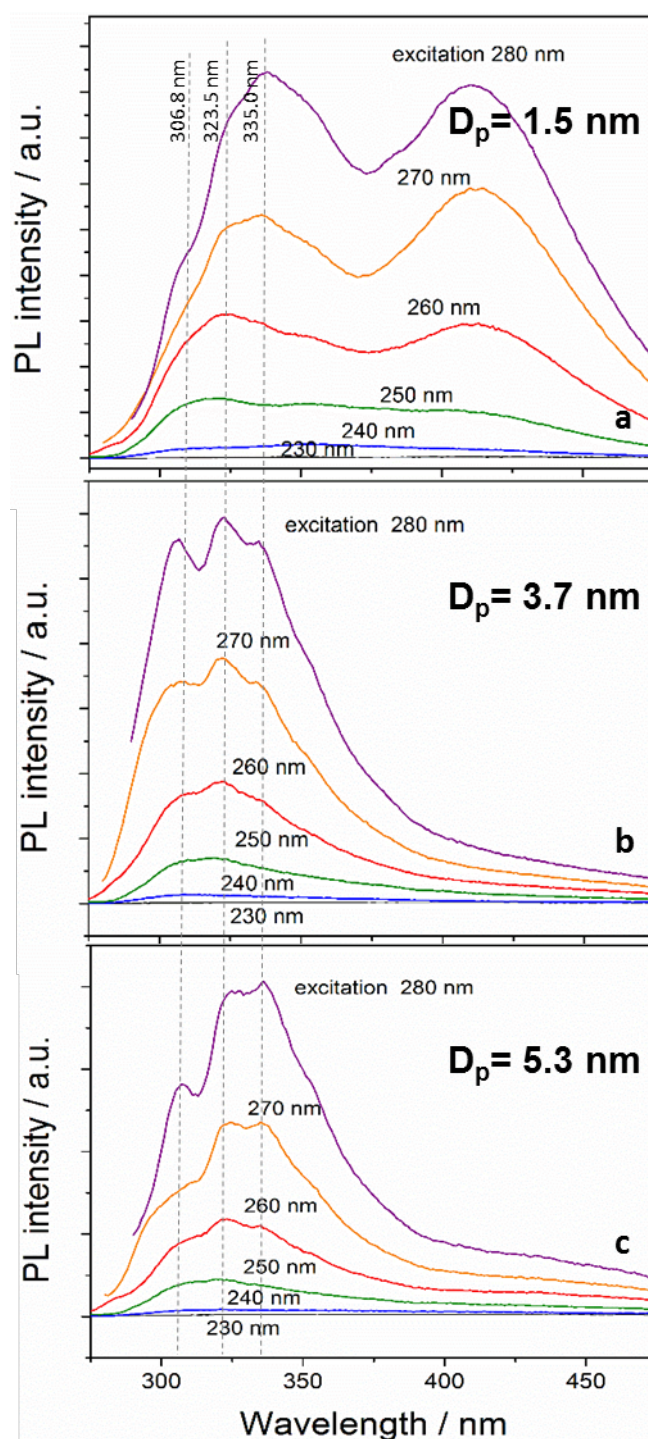 306.8 nm
323.5 nm
335.0 nm
excitation 280 nm
Dp= 1.5 nm
270 nm
260 nm
250 nm
240 nm
230 nm
a
PL intensity / a.u.
excitation 280 nm
Dp= 3.7 nm
270 nm
260 nm
250 nm
240 nm
230 nm
b
PL intensity / a.u.
excitation 280 nm
Dp= 5.3 nm
270 nm
260 nm
250 nm
240 nm
230 nm
c
PL intensity / a.u.
300 350 400 450
Wavelength / nm